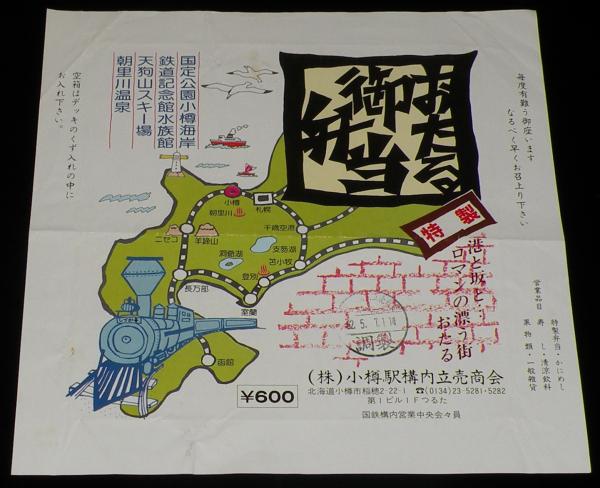 毎度有難う御座います
なるべく早くお召上り下さい
おたる
御
弁当
特製
港と坂と…
ロマンの漂う街
おたる
国定公園小樽海岸
鉄道記念館水族館
天狗山スキー場
朝里川温泉
空箱はデッキのくず入れの中に
お入れ下さい。
小樽
札幌
朝里川
千歳空港
ニセコ
羊蹄山
支笏湖
洞爺湖
苫小牧
登別
長万部
室蘭
函館
調製
営業品目
特製弁当・かにめし
寿し・清涼飲料
果物類・一般雑貨
¥600
(株)小樽駅構内立売商会
北海道小樽市稲穂2-22-1 ☎(0134)23-5281・5282
第1ビル1Fつるた
国鉄構内営業中央会々員